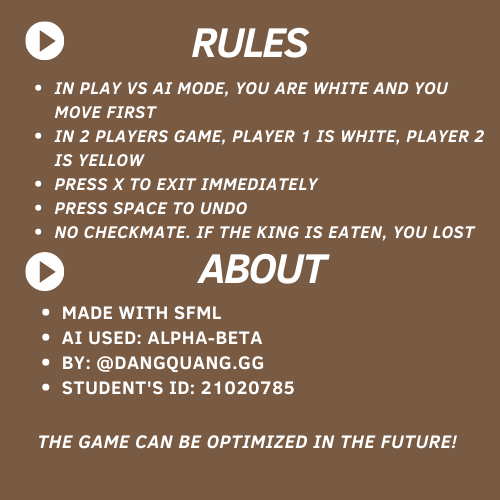 RULES
IN PLAY VS AI MODE, YOU ARE WHITE AND YOU
MOVE FIRST
IN 2 PLAYERS GAME, PLAYER 1 IS WHITE, PLAYER 2
IS YELLOW
PRESS X TO EXIT IMMEDIATELY
PRESS SPACE TO UNDO
NO CHECKMATE. IF THE KING IS EATEN, YOU LOST
ABOUT
MADE WITH SFML
AI USED: ALPHA-BETA
BY: @DANGQUANG.GG
STUDENT'S ID: 21020785
THE GAME CAN BE OPTIMIZED IN THE FUTURE!